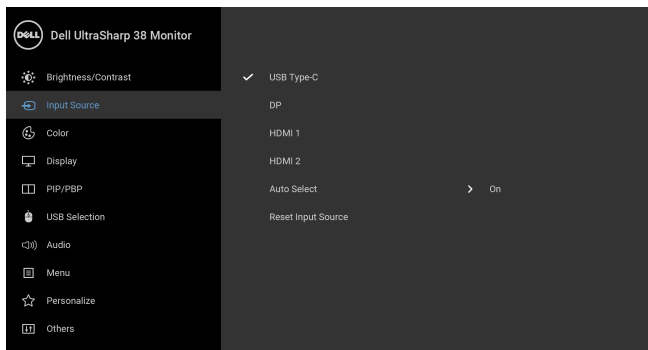 DELL Dell UltraSharp 38 Monitor
Brightness/Contrast
Input Source
Color
Display
PIP/PBP
USB Selection
Audio
Menu
Personalize
Others
USB Type-C
DP
HDMI 1
HDMI 2
Auto Select On
Reset Input Source